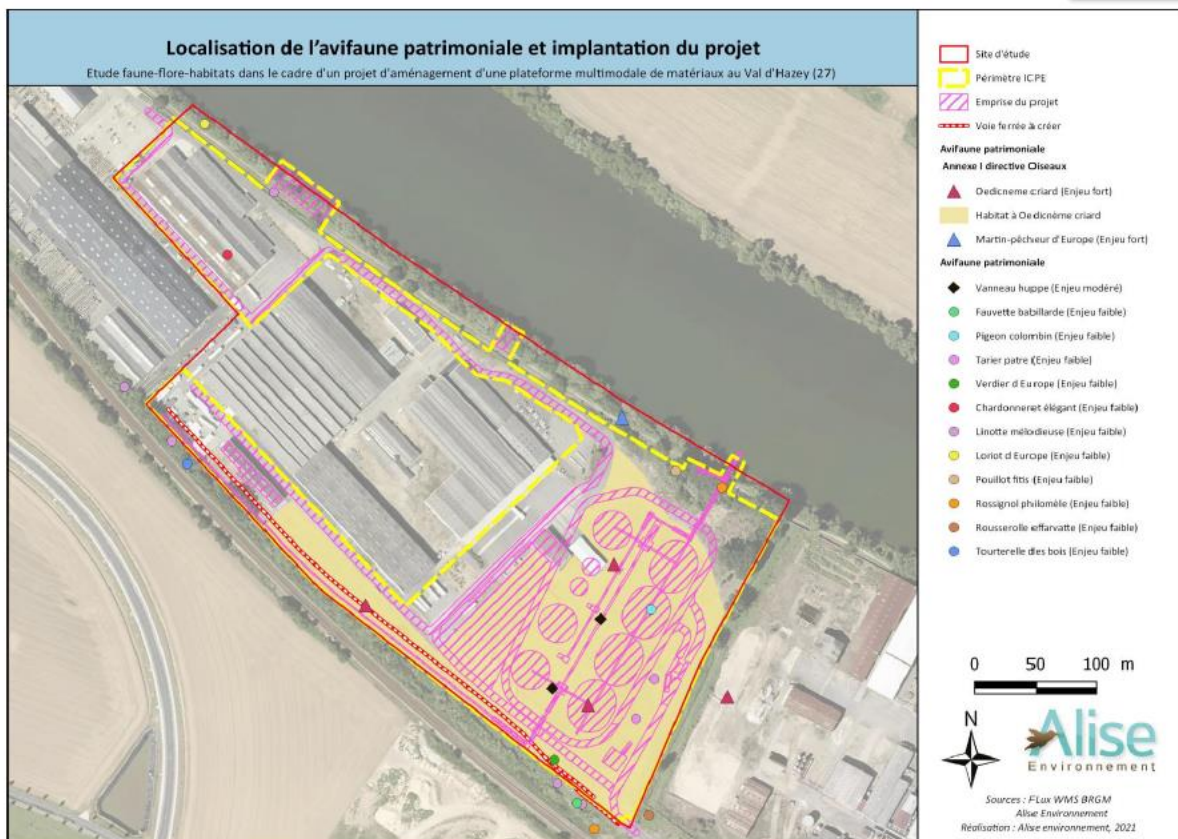 Localisation de l'avifaune patrimoniale et implantation du projet
Etude faune-flore-habitats dans le cadre d'un projet d'aménagement d'une plateforme multimodale de matériaux au Val d'Hazey (27)
Site d'étude
Périmètre ICPE
Emprise du projet
Voie ferrée à créer
Avifaune patrimoniale
Annexe I directive Oiseaux
Oedicneme criard (Enjeu fort)
Habitat à Oedicnème criard
Martin-pêcheur d'Europe (Enjeu fort)
Avifaune patrimoniale
Vanneau huppe (Enjeu modéré)
Fauvette babillarde (Enjeu faible)
Pigeon colombin (Enjeu faible)
Tarier patre (Enjeu faible)
Verdier d Europe (Enjeu faible)
Chardonneret élégant (Enjeu faible)
Linotte mélodieuse (Enjeu faible)
Loriot d Europe (Enjeu faible)
Pouillot fitis (Enjeu faible)
Rossignol philomèle (Enjeu faible)
Rousserolle effarvatte (Enjeu faible)
Tourterelle des bois (Enjeu faible)
0 50 100 m
N
Alise
Environnement
Sources : FLux WMS BRGM
Alise Environnement
Réalisation : Alise environnement, 2021